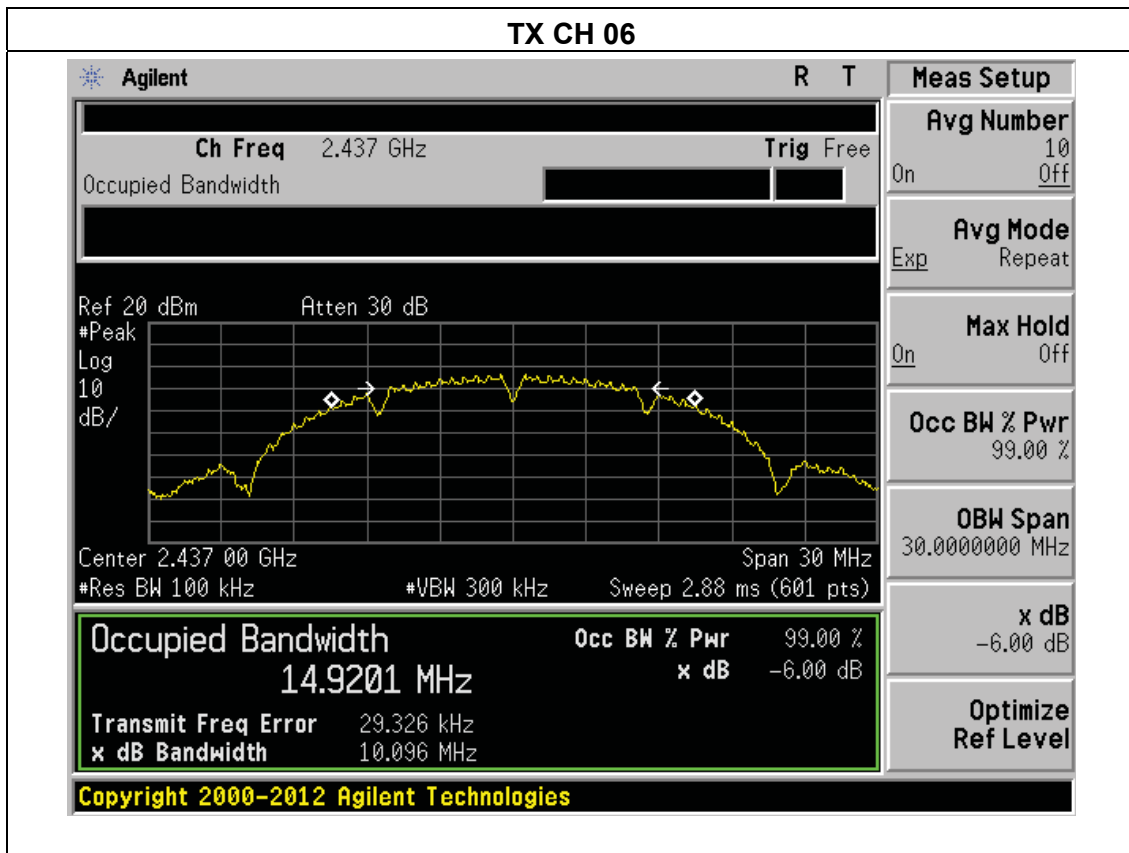 TX CH 06
Agilent R T
Ch Freq 2.437 GHz Trig Free
Occupied Bandwidth
Ref 20 dBm Atten 30 dB
#Peak
Log
10
dB/
Center 2.437 00 GHz Span 30 MHz
#Res BW 100 kHz #VBW 300 kHz Sweep 2.88 ms (601 pts)
Occupied Bandwidth
14.9201 MHz
Occ BW % Pwr 99.00 %
x dB -6.00 dB
Transmit Freq Error 29.326 kHz
x dB Bandwidth 10.096 MHz
Copyright 2000-2012 Agilent Technologies
Meas Setup
Avg Number
10
On Off
Avg Mode
Exp Repeat
Max Hold
On Off
Occ BW % Pwr
99.00 %
OBW Span
30.0000000 MHz
x dB
-6.00 dB
Optimize
Ref Level